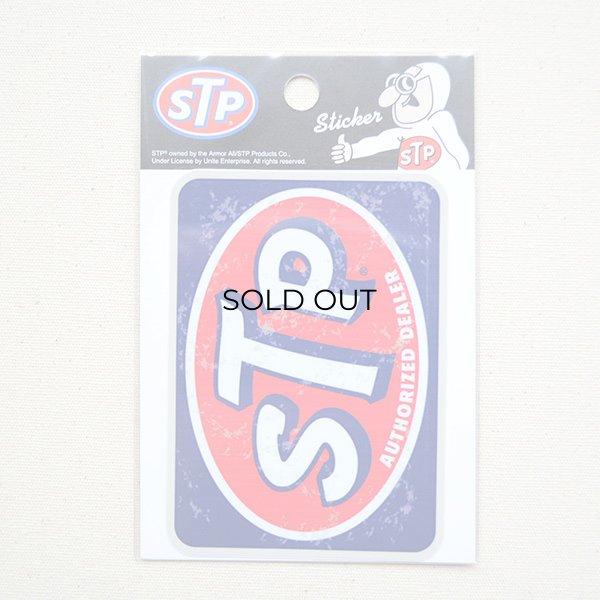 STP
®
Sticker
STP
STP® owned by the Armor All/STP Products Co.,
Under License by Unite Enterprise. All rights reserved.
STP
®
AUTHORIZED DEALER
SOLD OUT